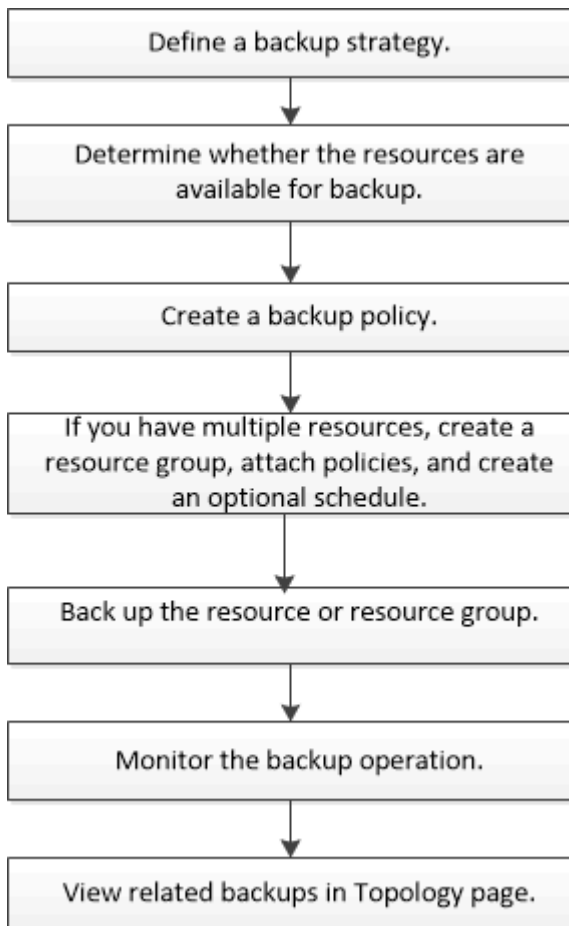 Define a backup strategy.
Determine whether the resources are
available for backup.
Create a backup policy.
If you have multiple resources, create a
resource group, attach policies, and create
an optional schedule.
Back up the resource or resource group.
Monitor the backup operation.
View related backups in Topology page.